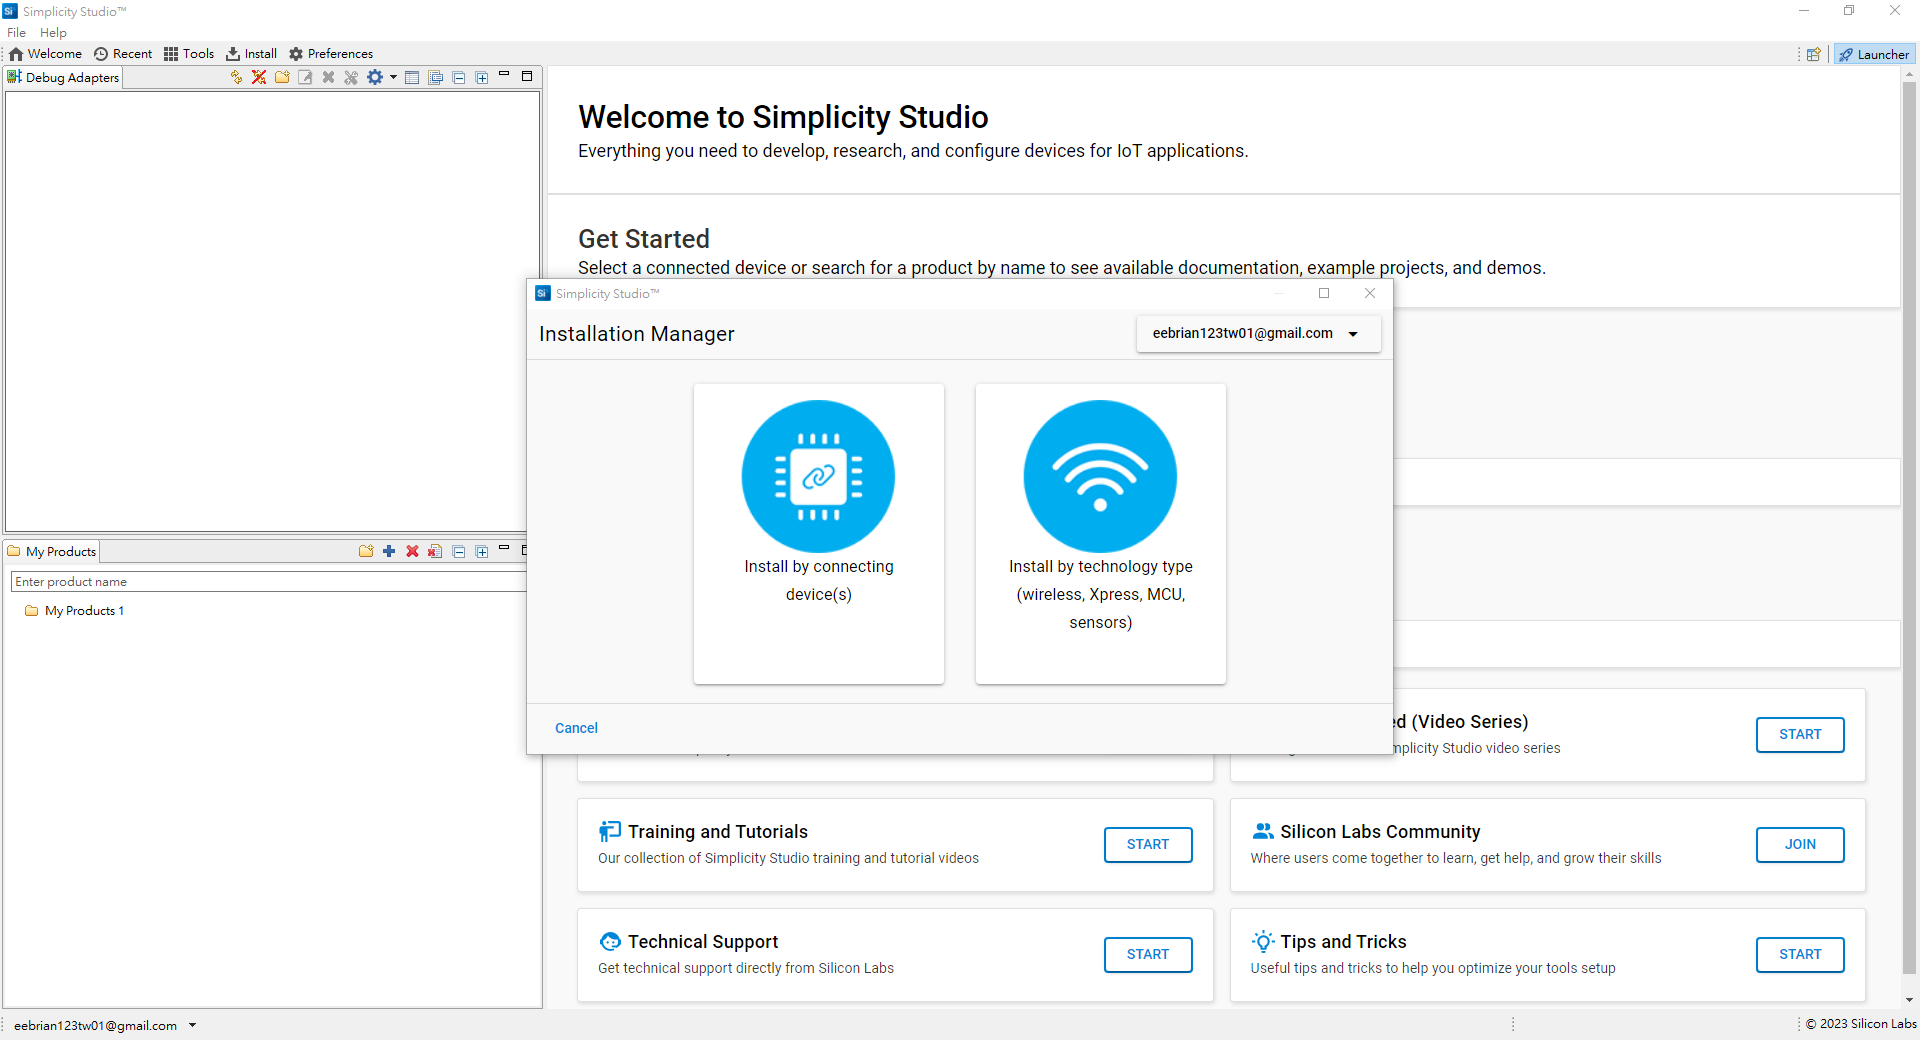 Simplicity Studio™
File Help
Welcome Recent Tools Install Preferences
Launcher
Debug Adapters
Welcome to Simplicity Studio
Everything you need to develop, research, and configure devices for IoT applications.
Get Started
Select a connected device or search for a product by name to see available documentation, example projects, and demos.
Simplicity Studio™
Installation Manager
eebrian123tw01@gmail.com
Install by connecting
device(s)
Install by technology type
(wireless, Xpress, MCU,
sensors)
Cancel
My Products
Enter product name
My Products 1
(Video Series)
Studio video series
START
Training and Tutorials
Our collection of Simplicity Studio training and tutorial videos
START
Silicon Labs Community
Where users come together to learn, get help, and grow their skills
JOIN
Technical Support
Get technical support directly from Silicon Labs
START
Tips and Tricks
Useful tips and tricks to help you optimize your tools setup
START
eebrian123tw01@gmail.com
© 2023 Silicon Labs